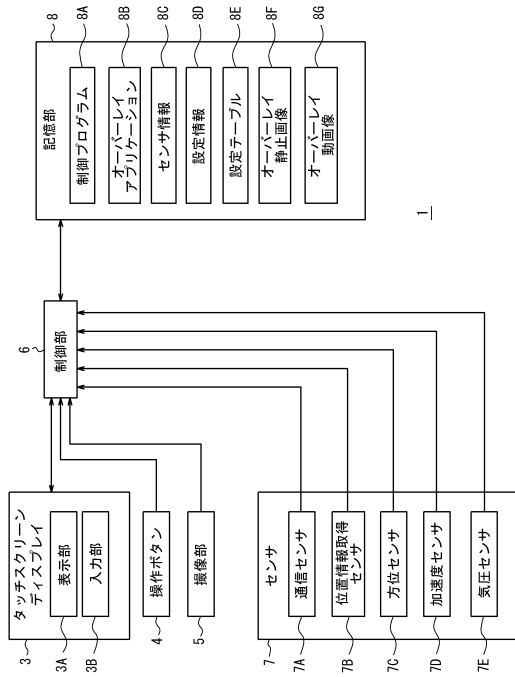 3
タッチスクリーン
ディスプレイ
3A
表示部
3B
入力部
4
操作ボタン
5
撮像部
7
センサ
7A
通信センサ
7B
位置情報取得
センサ
7C
方位センサ
7D
加速度センサ
7E
気圧センサ
6
制御部
8
記憶部
8A
制御プログラム
8B
オーバーレイ
アプリケーション
8C
センサ情報
8D
設定情報
8E
設定テーブル
8F
オーバーレイ
静止画像
8G
オーバーレイ
動画像
1